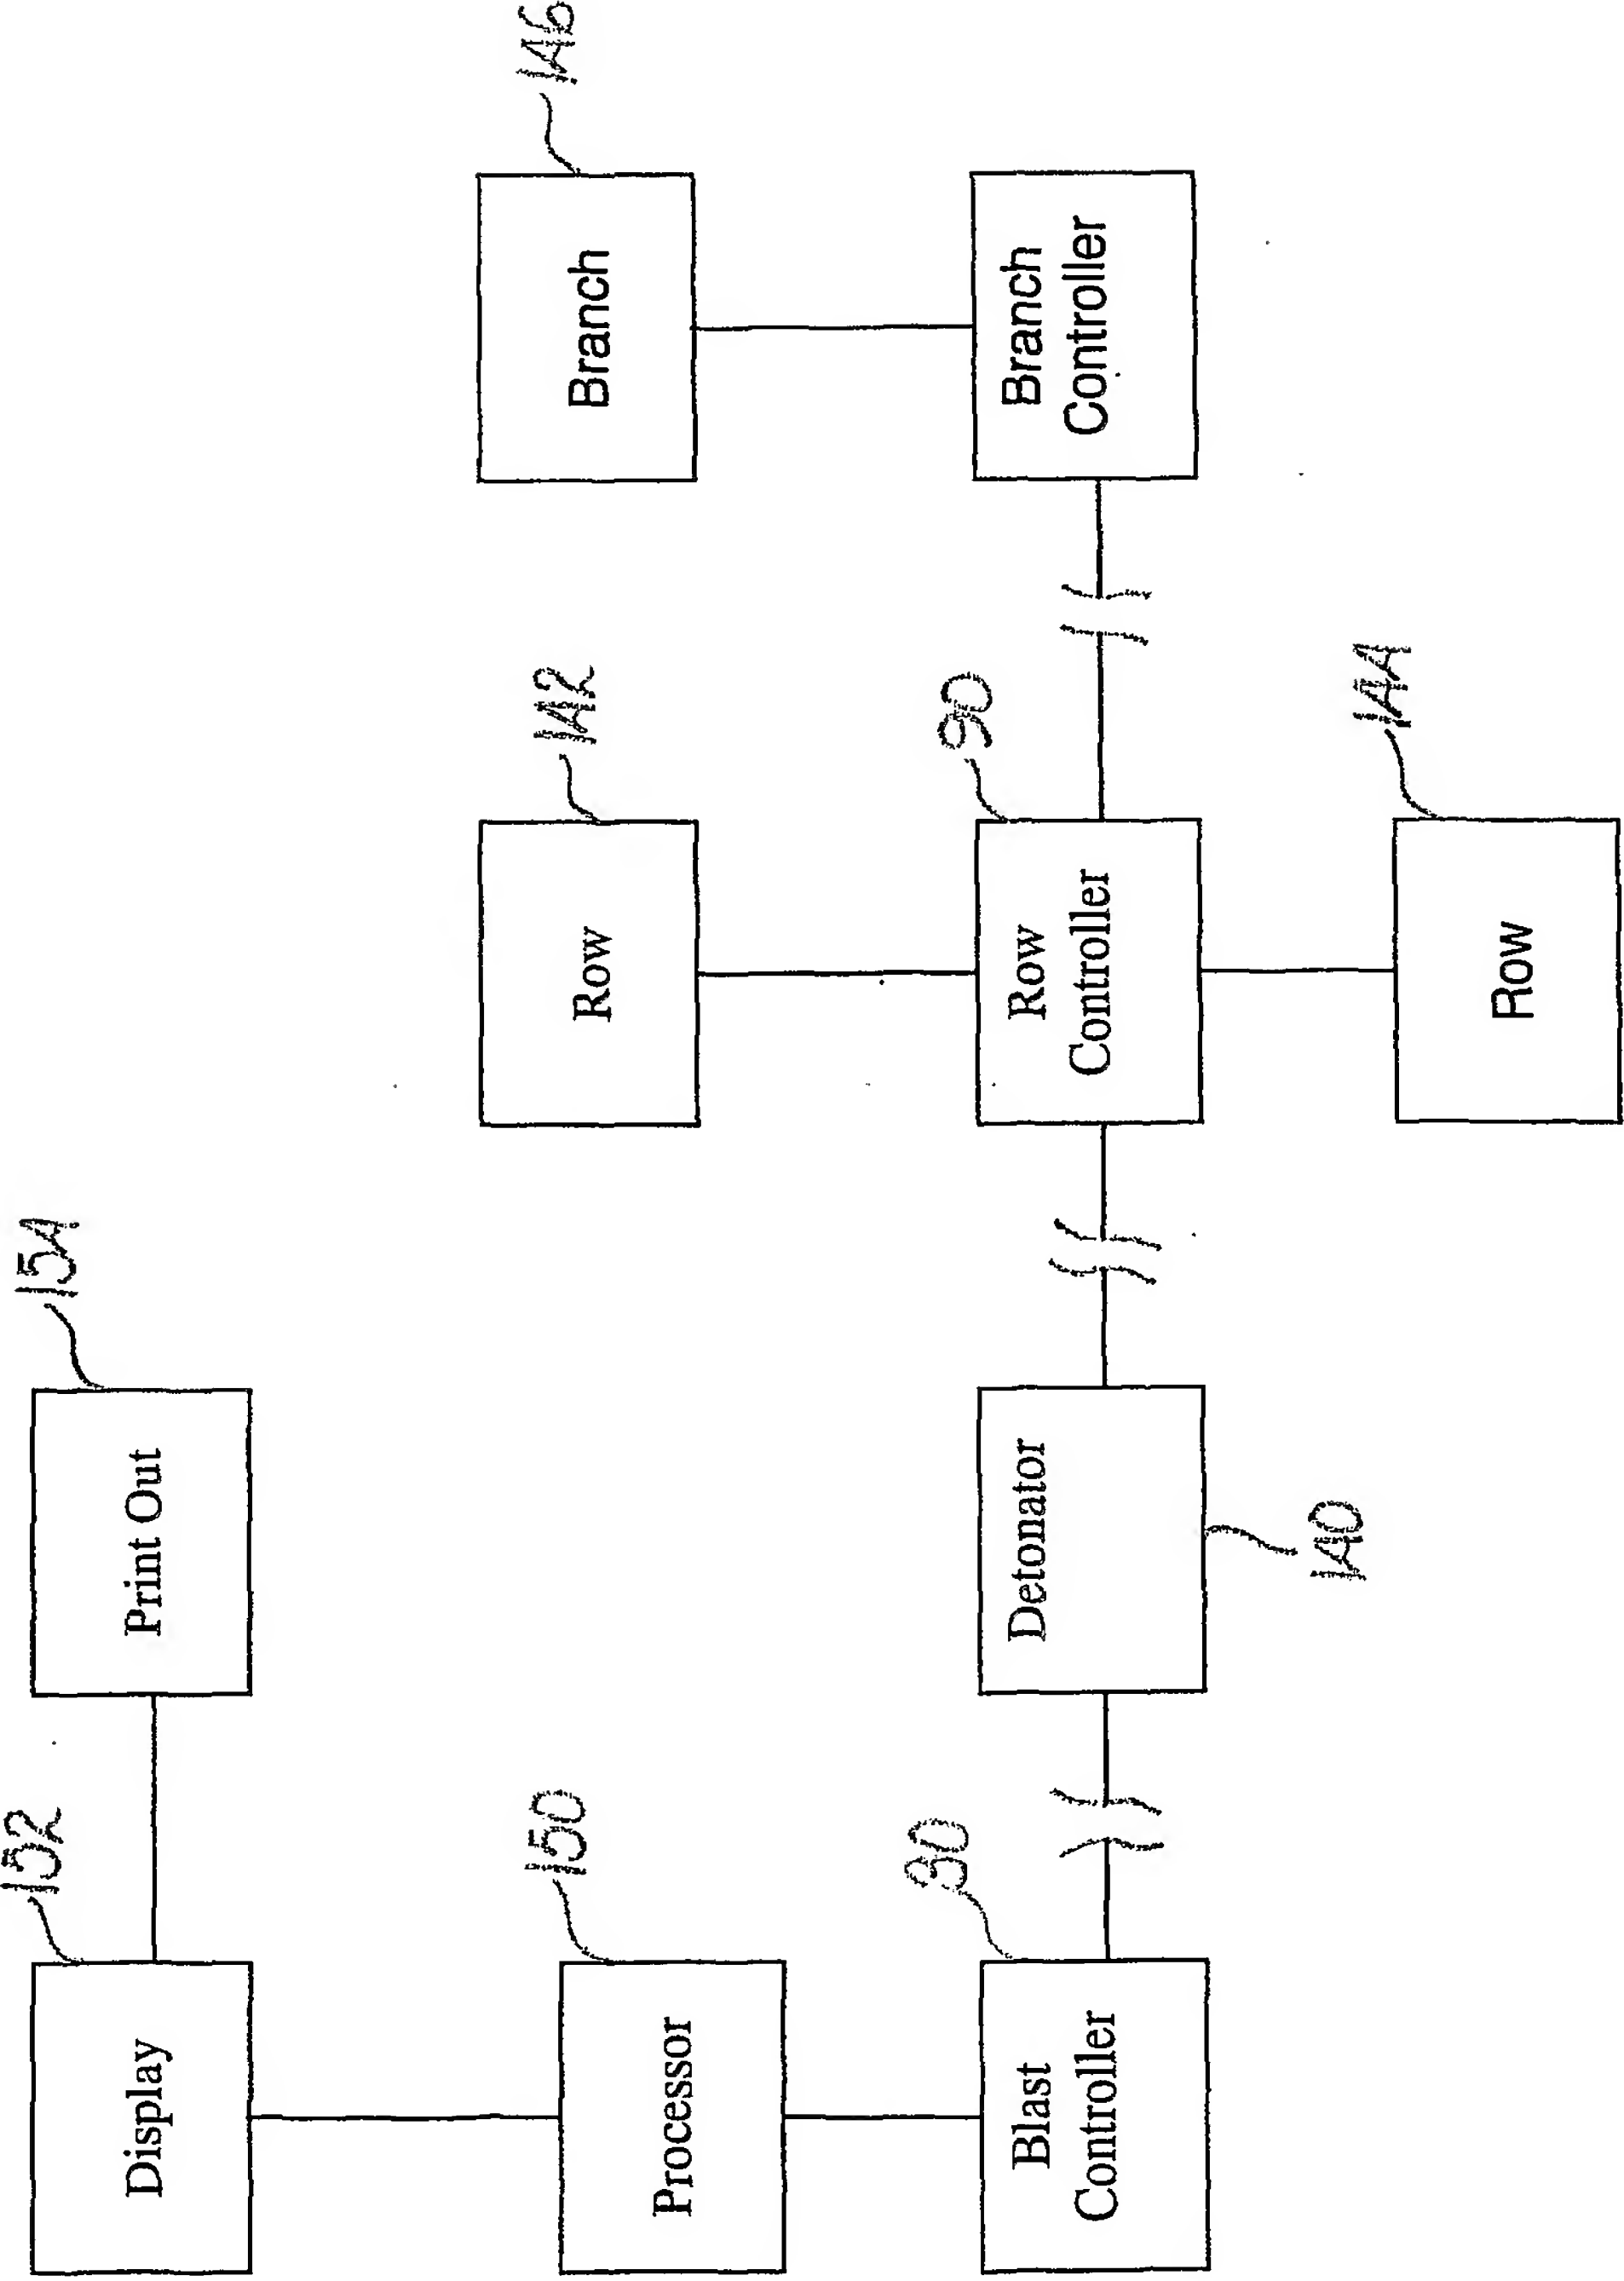 152
154
Display
Print Out
150
142
146
Processor
Row
Branch
30
90
Blast
Controller
Detonator
Row
Controller
Branch
Controller
140
144
Row